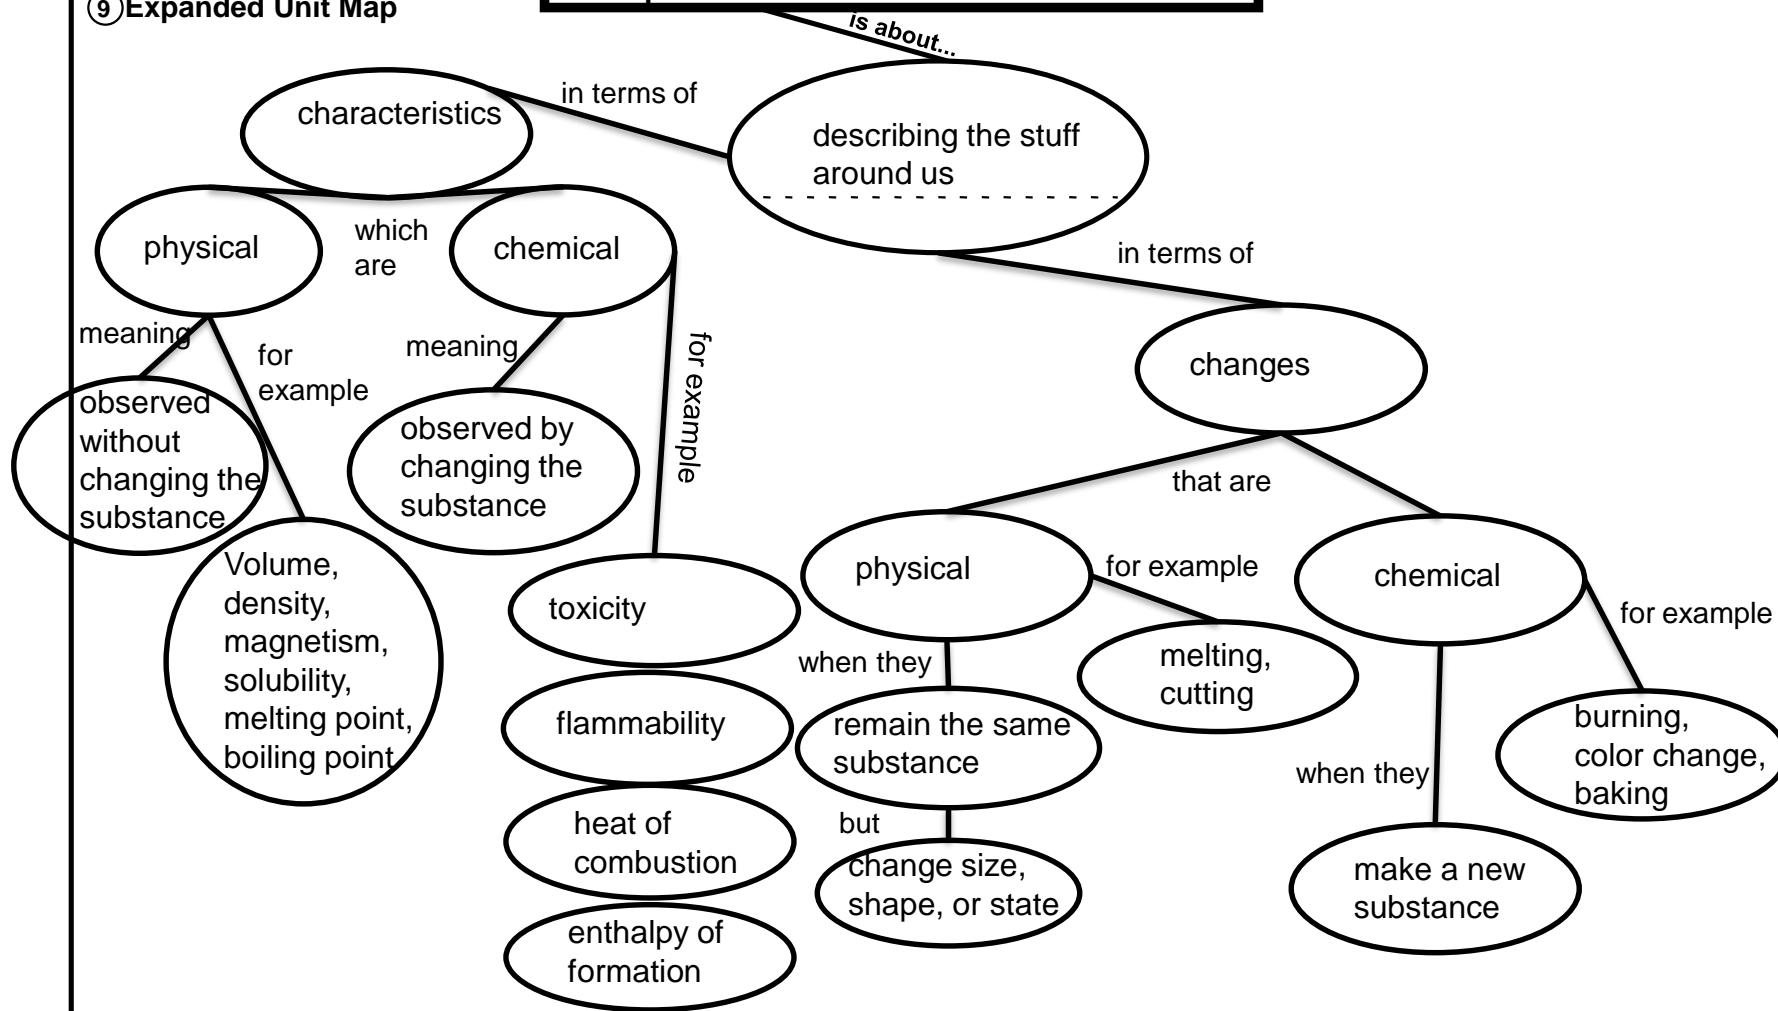 9 Expanded Unit Map
is about...
characteristics
in terms of
describing the stuff
around us
physical
which
are
chemical
in terms of
meaning
for
example
meaning
for example
changes
observed
without
changing the
substance
observed by
changing the
substance
that are
Volume,
density,
magnetism,
solubility,
melting point,
boiling point
toxicity
physical
for example
chemical
for example
when they
melting,
cutting
flammability
remain the same
substance
when they
burning,
color change,
baking
heat of
combustion
but
change size,
shape, or state
make a new
substance
enthalpy of
formation